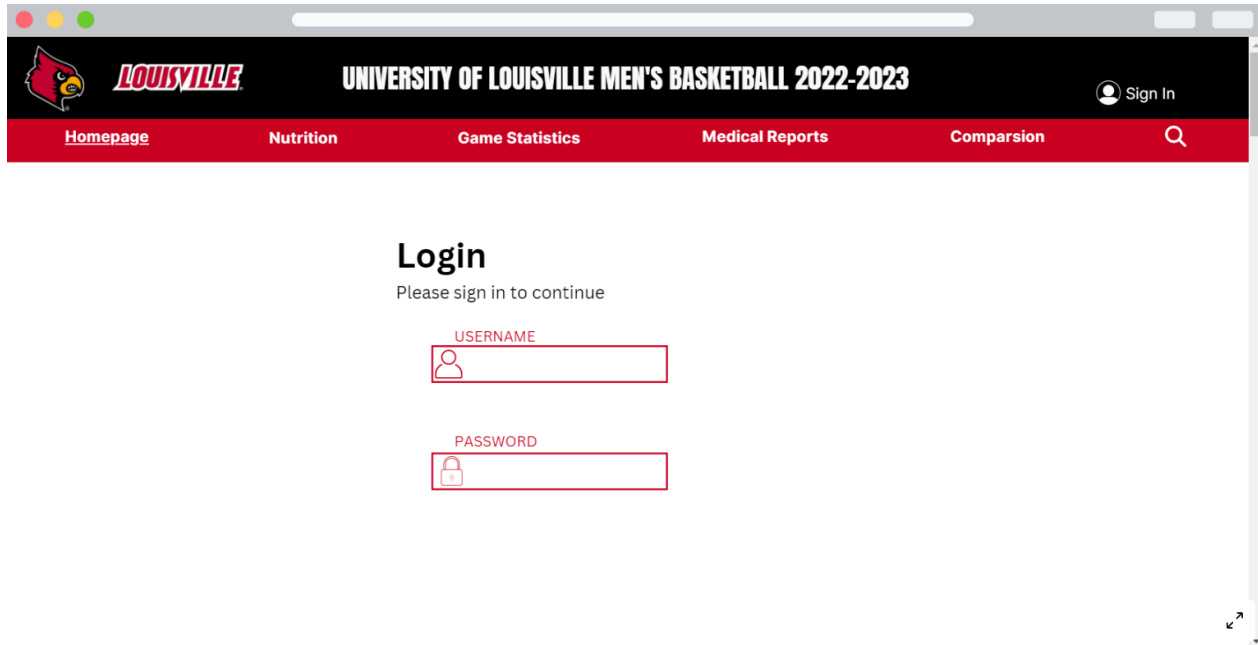 LOUISVILLE
UNIVERSITY OF LOUISVILLE MEN'S BASKETBALL 2022-2023
Sign In
Homepage
Nutrition
Game Statistics
Medical Reports
Comparsion
Login
Please sign in to continue
USERNAME
PASSWORD